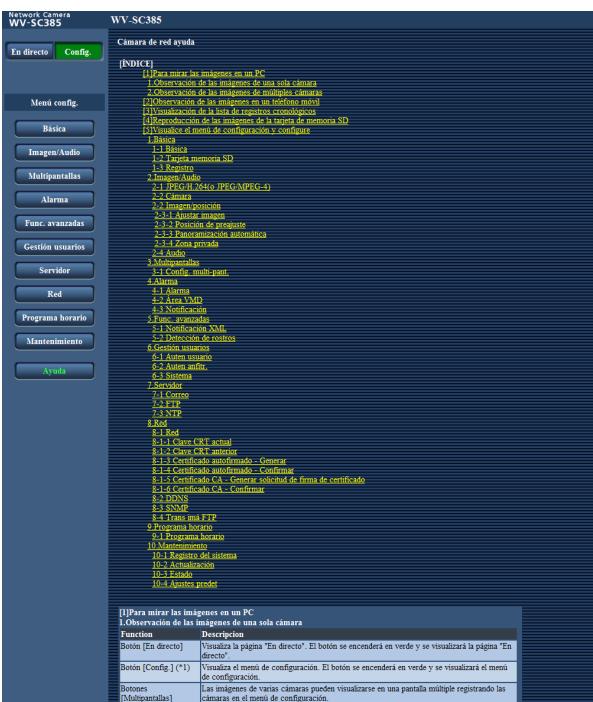 Network Camera
WV-SC385
En directo
Config.
Menú config.
Básica
Imagen/Audio
Multipantallas
Alarma
Func. avanzadas
Gestión usuarios
Servidor
Red
Programa horario
Mantenimiento
Ayuda
WV-SC385
Cámara de red ayuda
[ÍNDICE]
[1]Para mirar las imágenes en un PC
1.Observación de las imágenes de una sola cámara
2.Observación de las imágenes de múltiples cámaras
[2]Observación de las imágenes en un teléfono móvil
[3]Visualización de la lista de registros cronológicos
[4]Reproducción de las imágenes de la tarjeta de memoria SD
[5]Visualice el menú de configuración y configure
1.Básica
1-1 Básica
1-2 Tarjeta memoria SD
1-3 Registro
2.Imagen/Audio
2-1 JPEG/H.264(o JPEG/MPEG-4)
2-2 Cámara
2-2 Imagen/posición
2-3-1 Ajustar imagen
2-3-2 Posición de preajuste
2-3-3 Panoramización automática
2-3-4 Zona privada
2-4 Audio
3.Multipantallas
3-1 Config. multi-pant.
4.Alarma
4-1 Alarma
4-2 Área VMD
4-3 Notificación
5.Func. avanzadas
5-1 Notificación XML
5-2 Detección de rostros
6.Gestión usuarios
6-1 Auten usuario
6-2 Auten anfitr.
6-3 Sistema
7.Servidor
7-1 Correo
7-2 FTP
7-3 NTP
8.Red
8-1 Red
8-1-1 Clave CRT actual
8-1-2 Clave CRT anterior
8-1-3 Certificado autofirmado - Generar
8-1-4 Certificado autofirmado - Confirmar
8-1-5 Certificado CA - Generar solicitud de firma de certificado
8-1-6 Certificado CA - Confirmar
8-2 DDNS
8-3 SNMP
8-4 Trans imá FTP
9.Programa horario
9-1 Programa horario
10.Mantenimiento
10-1 Registro del sistema
10-2 Actualización
10-3 Estado
10-4 Ajustes predet
[1]Para mirar las imágenes en un PC
1.Observación de las imágenes de una sola cámara
Function Descripcion
Botón [En directo] Visualiza la página "En directo". El botón se encenderá en verde y se visualizará la página "En
directo".
Botón [Config.] (*1) Visualiza el menú de configuración. El botón se encenderá en verde y se visualizará el menú
de configuración.
Botones Las imágenes de varias cámaras pueden visualizarse en una pantalla múltiple registrando las
[Multipantallas] cámaras en el menú de configuración.